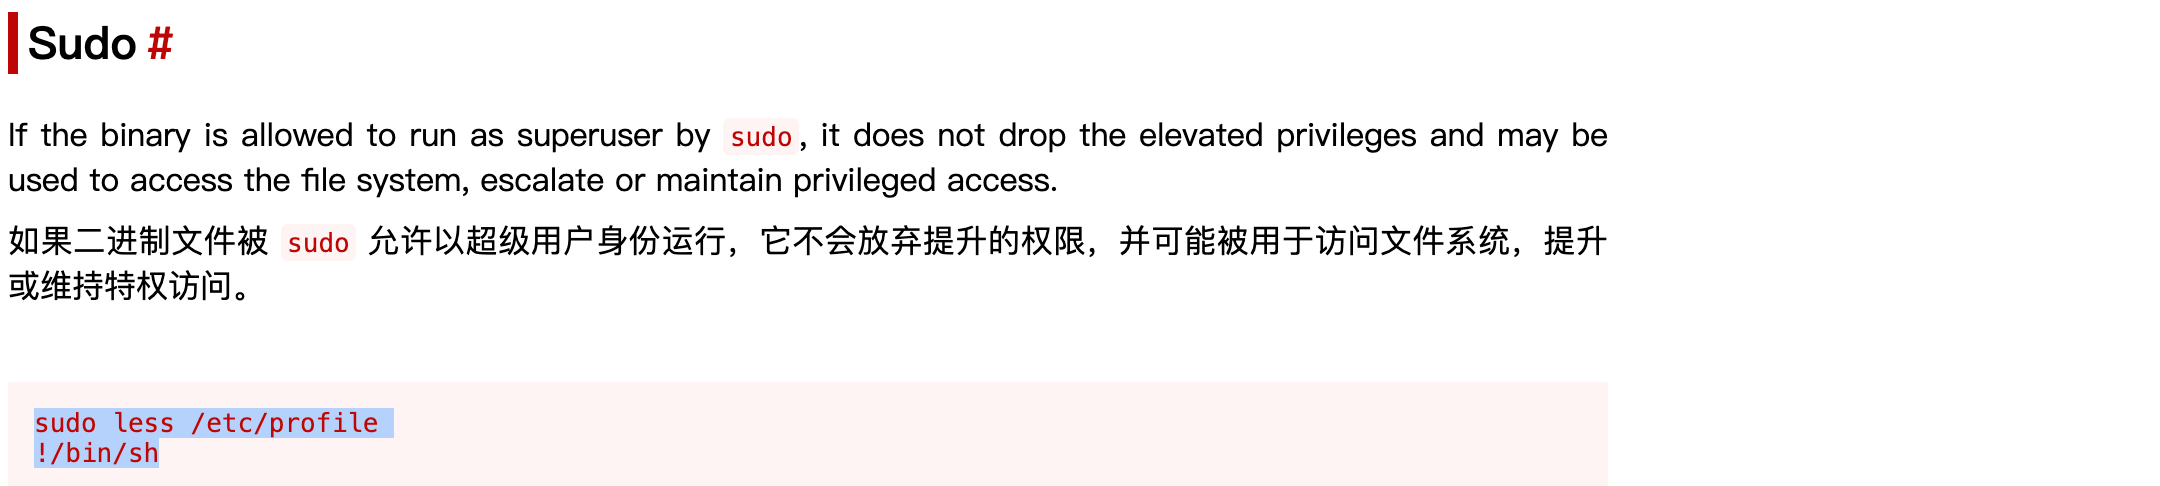 Sudo #
If the binary is allowed to run as superuser by sudo, it does not drop the elevated privileges and may be
used to access the file system, escalate or maintain privileged access.
如果二进制文件被 sudo 允许以超级用户身份运行，它不会放弃提升的权限，并可能被用于访问文件系统，提升
或维持特权访问。
sudo less /etc/profile
!/bin/sh